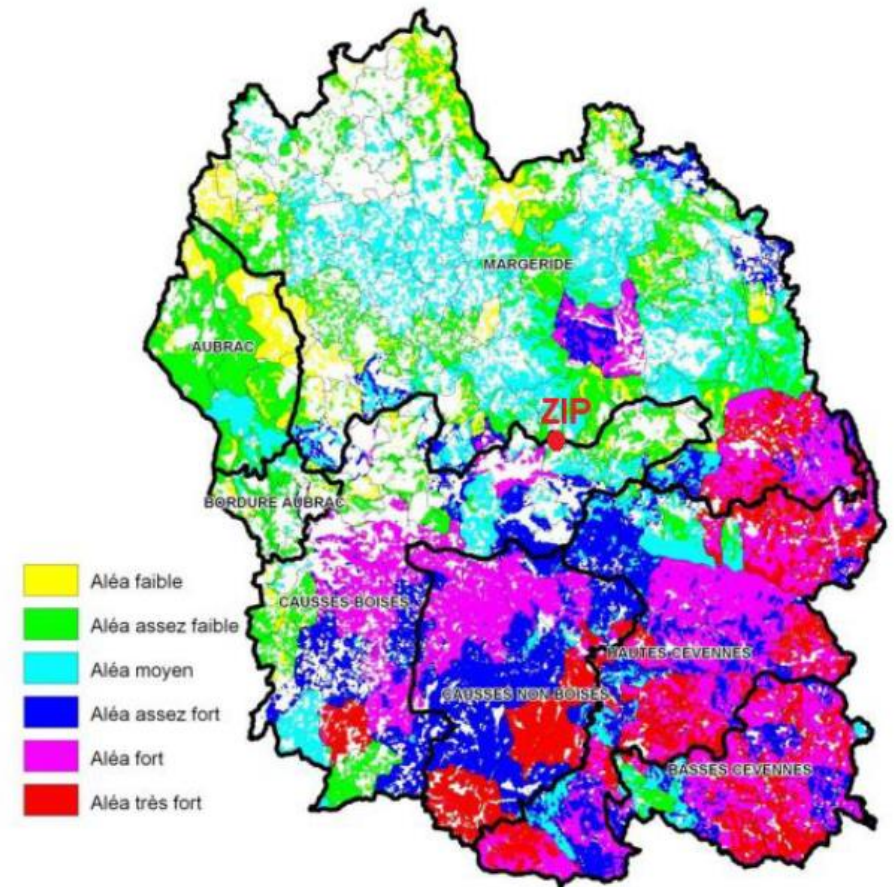 MARGERIDE
AUBRAC
ZIP
BORDURE AUBRAC
CAUSSES BOISES
HAUTES CEVENNES
CAUSSES NON BOISES
BASSES CEVENNES
Aléa faible
Aléa assez faible
Aléa moyen
Aléa assez fort
Aléa fort
Aléa très fort